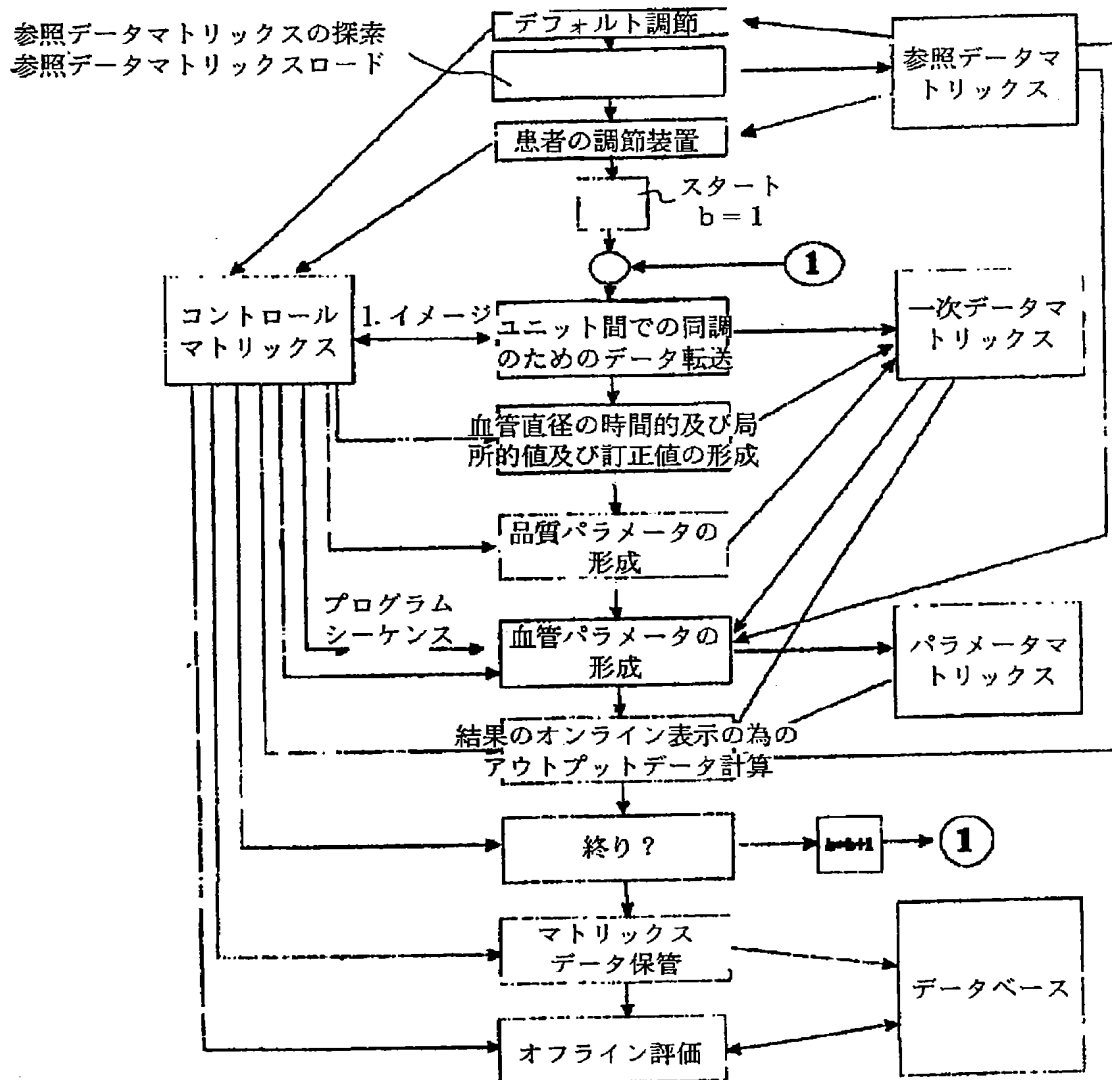 デフォルト調節
参照データマトリックスの探索
参照データマトリックスロード
参照データマ
トリックス
患者の調節装置
スタート
b=1
1
コントロール
マトリックス
1. イメージ
ユニット間での同調
のためのデータ転送
一次データマ
トリックス
血管直径の時間的及び局
所的値及び訂正値の形成
品質パラメータの
形成
プログラム
シーケンス
血管パラメータの
形成
パラメータマ
トリックス
結果のオンライン表示の為の
アウトプットデータ計算
終り?
b=b+1
1
マトリックス
データ保管
データベース
オフライン評価